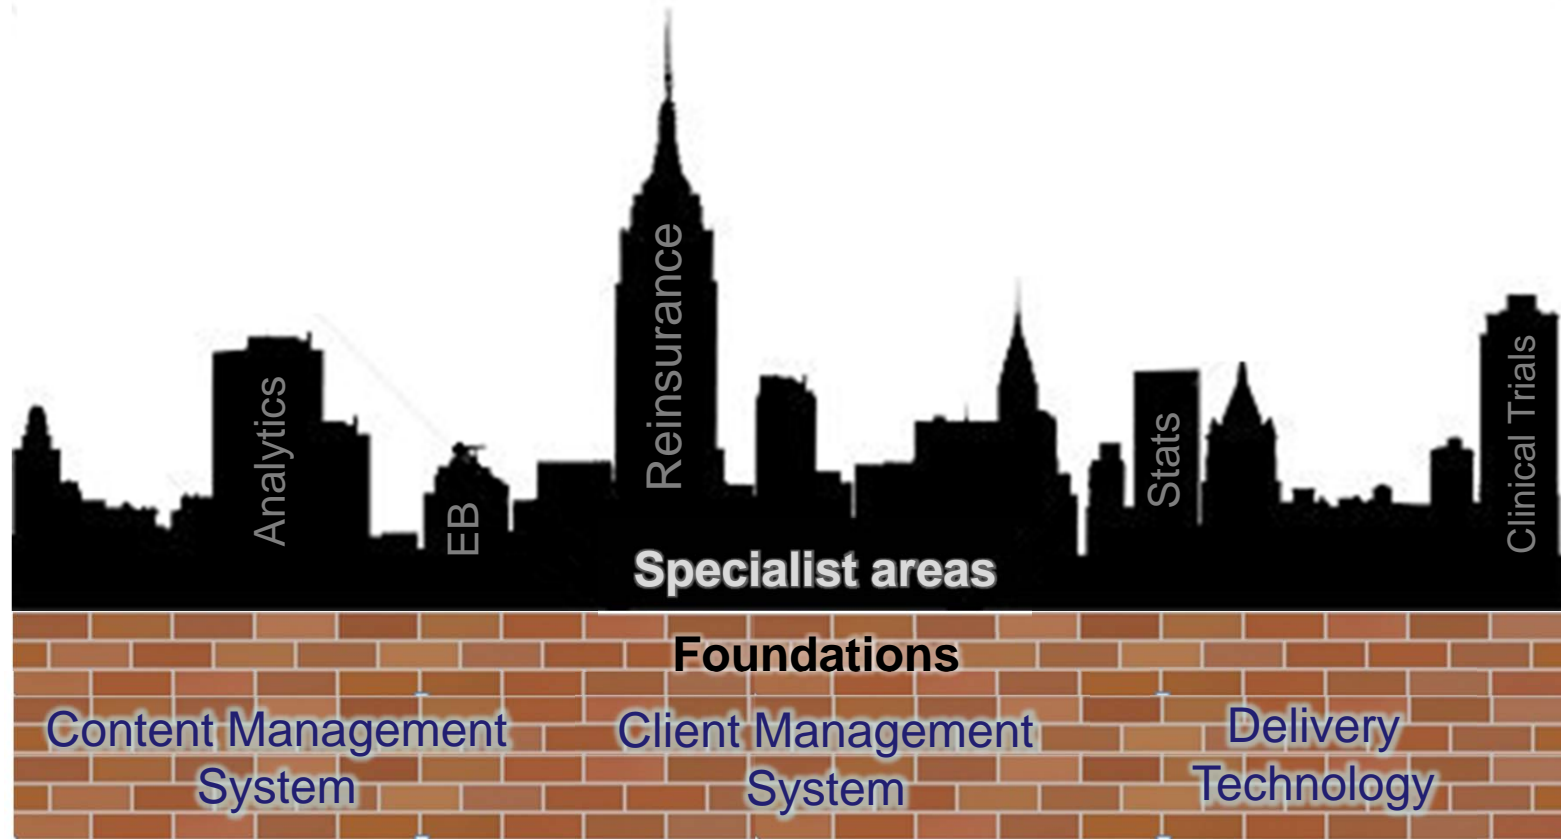 Analytics
EB
Reinsurance
Stats
Clinical Trials
Specialist areas
Foundations
Content Management
System
Client Management
System
Delivery
Technology